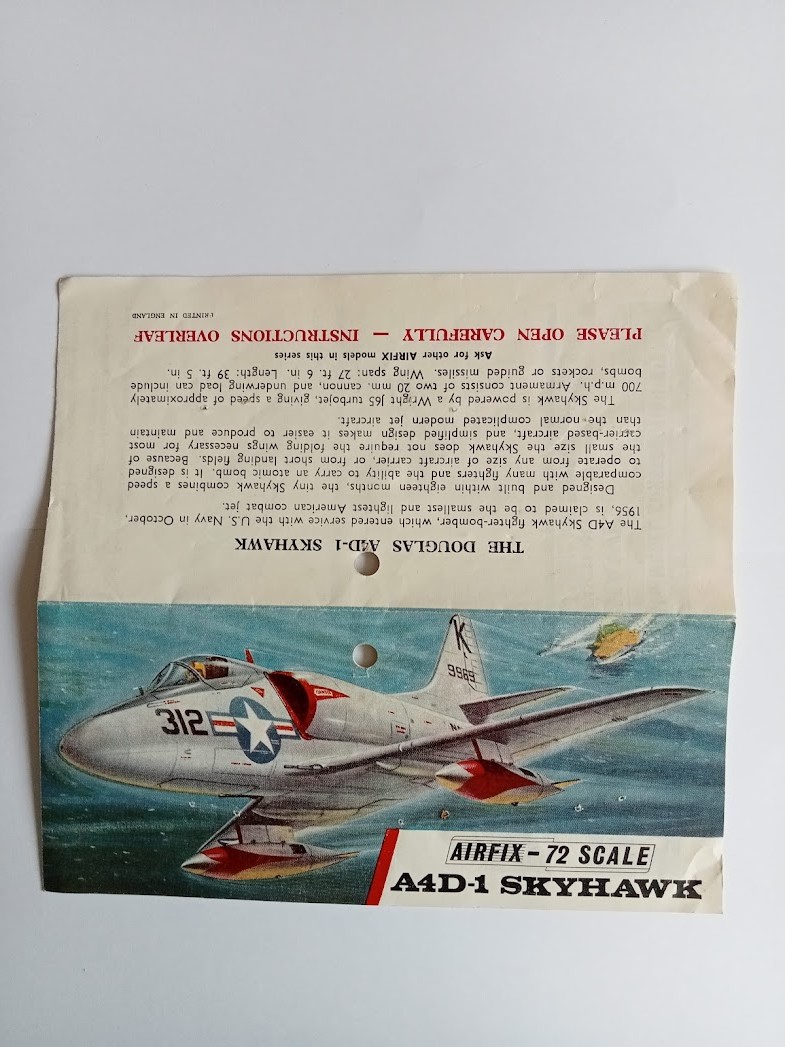 THE DOUGLAS A4D-1 SKYHAWK
The A4D Skyhawk fighter-bomber, which entered service with the U.S. Navy in October,
1956, is claimed to be the smallest and lightest American combat jet.
Designed and built within eighteen months, the tiny Skyhawk combines a speed
comparable with many fighters and the ability to carry an atomic bomb. It is designed
to operate from any size of aircraft carrier, or from short landing fields. Because of
the small size the Skyhawk does not require the folding wings necessary for most
carrier-based aircraft, and simplified design makes it easier to produce and maintain
than the normal complicated modern jet aircraft.
The Skyhawk is powered by a Wright J65 turbojet, giving a speed of approximately
700 m.p.h. Armament consists of two 20 mm. cannon, and underwing load can include
bombs, rockets or guided missiles. Wing span: 27 ft. 6 in. Length: 39 ft. 5 in.
Ask for other AIRFIX models in this series
PLEASE OPEN CAREFULLY — INSTRUCTIONS OVERLEAF
PRINTED IN ENGLAND
K
9989
312
AIRFIX-72 SCALE
A4D-1 SKYHAWK